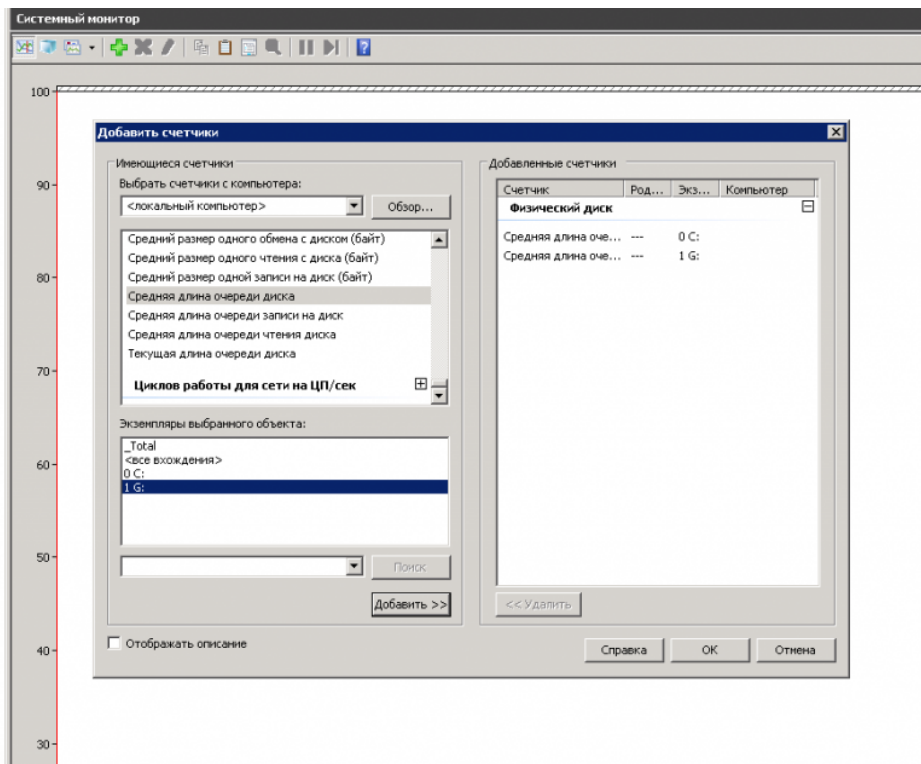 Системный монитор
100
90
80
70
60
50
40
30
Добавить счетчики
Имеющиеся счетчики
Выбрать счетчики с компьютера:
<локальный компьютер>
Обзор...
Средний размер одного обмена с диском (байт)
Средний размер одного чтения с диска (байт)
Средний размер одной записи на диск (байт)
Средняя длина очереди диска
Средняя длина очереди записи на диск
Средняя длина очереди чтения диска
Текущая длина очереди диска
Циклов работы для сети на ЦП/сек
Экземпляры выбранного объекта:
_Total
<все вхождения>
0 C:
1 G:
Поиск
Добавить >>
Отображать описание
Добавленные счетчики
Счетчик Род... Экз... Компьютер
Физический диск
Средняя длина оче... --- 0 C:
Средняя длина оче... --- 1 G:
<< Удалить
Справка
ОК
Отмена